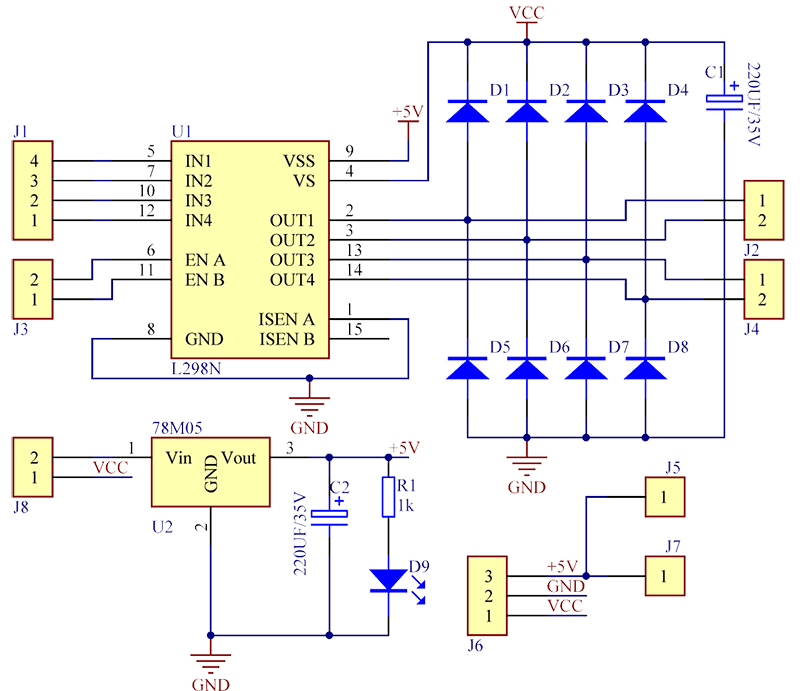 VCC
C1
+
220UF/35V
D1 D2 D3 D4
+5V
J1 U1
4 5 IN1 VSS 9
3 7 IN2 VS 4
2 10 IN3
1 12 IN4 OUT1 2
OUT2 3
6 EN A OUT3 13
11 EN B OUT4 14
2
1
J3
ISEN A 1
8 GND ISEN B 15
L298N
GND
1
2
J2
1
2
J4
D5 D6 D7 D8
GND
J8
2 1
1 VCC
78M05
Vin GND Vout
U2
2
3
+5V
C2
+
220UF/35V
R1
1k
D9
GND
J5
1
J7
1
3 +5V
2 GND
1 VCC
J6